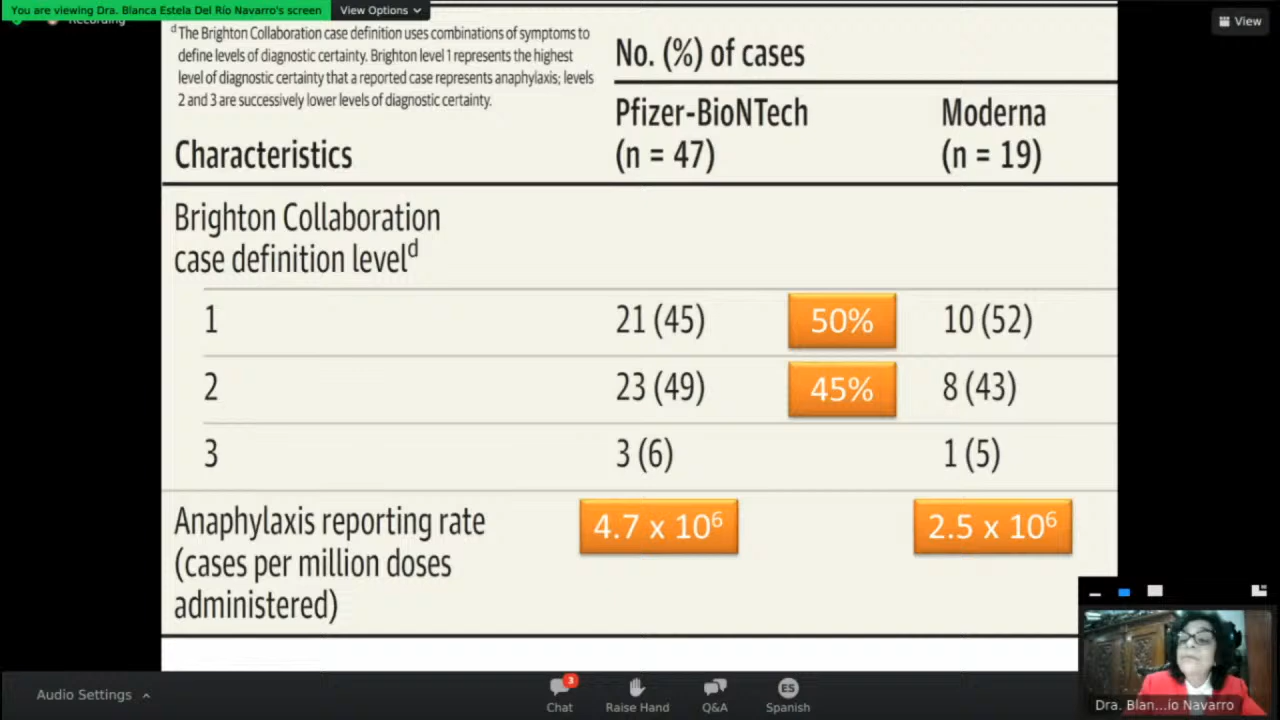 You are viewing Dra. Blanca Estela Del Río Navarro's screen
View Options
Recording
View
d The Brighton Collaboration case definition uses combinations of symptoms to
define levels of diagnostic certainty. Brighton level 1 represents the highest
level of diagnostic certainty that a reported case represents anaphylaxis; levels
2 and 3 are successively lower levels of diagnostic certainty.
No. (%) of cases
Characteristics
Pfizer-BioNTech
(n = 47)
Moderna
(n = 19)
Brighton Collaboration
case definition leveld
1 21 (45) 50% 10 (52)
2 23 (49) 45% 8 (43)
3 3 (6) 1 (5)
Anaphylaxis reporting rate
(cases per million doses
administered)
4.7 x 10⁶ 2.5 x 10⁶
Dra. Blan...ío Navarro
Audio Settings
3
Chat
Raise Hand
Q&A
ES
Spanish